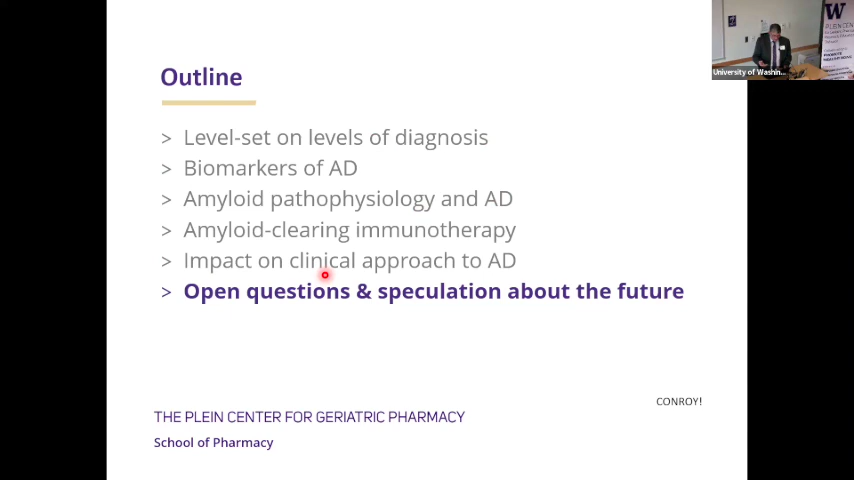 Outline
> Level-set on levels of diagnosis
> Biomarkers of AD
> Amyloid pathophysiology and AD
> Amyloid-clearing immunotherapy
> Impact on clinical approach to AD
> Open questions & speculation about the future
CONROY!
THE PLEIN CENTER FOR GERIATRIC PHARMACY
School of Pharmacy
W
PLEIN CENT
University of Washin...